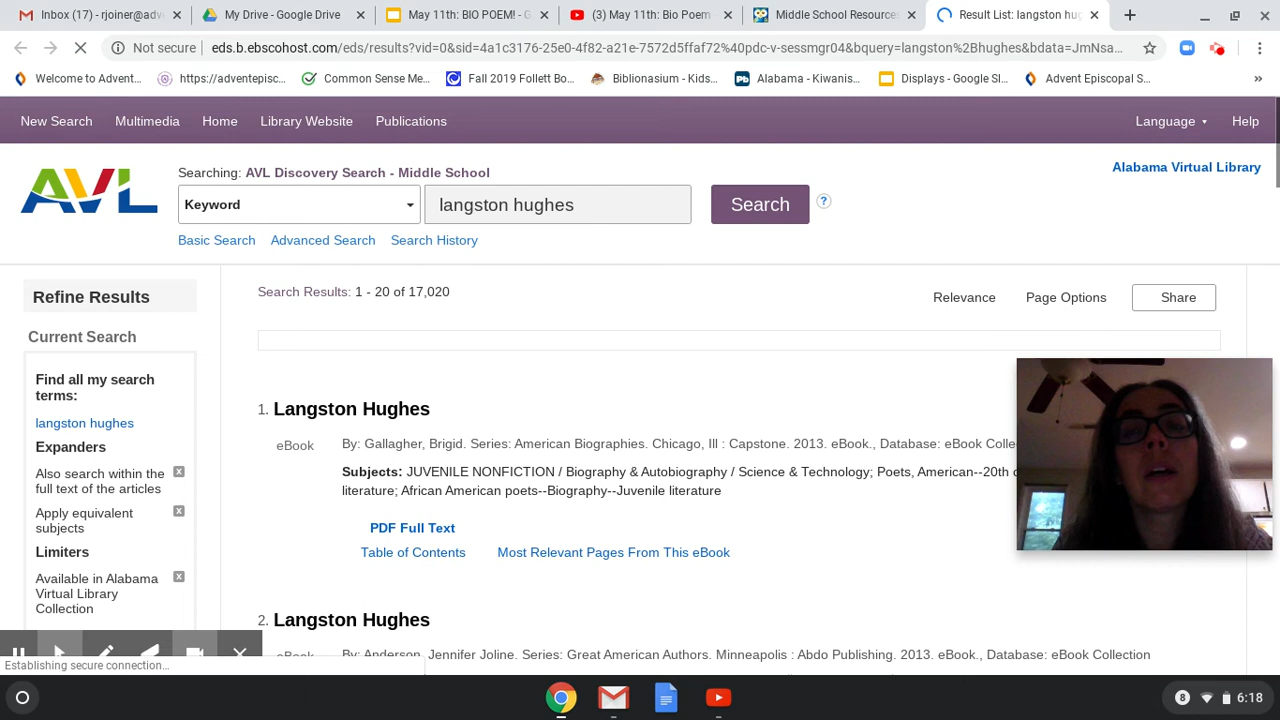 Inbox (17) - rjoiner@adv
My Drive - Google Drive
May 11th: BIO POEM! - G
(3) May 11th: Bio Poem
Middle School Resources
Result List: langston hug
Not secure
eds.b.ebscohost.com/eds/results?vid=0&sid=4a1c3176-25e0-4f82-a21e-7572d5ffaf72%40pdc-v-sessmgr04&bquery=langston%2Bhughes&bdata=JmNsa...
Welcome to Advent...
https://adventepisc...
Common Sense Me...
Fall 2019 Follett Bo...
Biblionasium - Kids...
Alabama - Kiwanis...
Displays - Google Sl...
Advent Episcopal S...
»
New Search
Multimedia
Home
Library Website
Publications
Language
Help
AVL
Searching: AVL Discovery Search - Middle School
Alabama Virtual Library
Keyword
langston hughes
Search
?
Basic Search
Advanced Search
Search History
Refine Results
Search Results: 1 - 20 of 17,020
Relevance
Page Options
Share
Current Search
Find all my search
terms:
langston hughes
Expanders
Also search within the
full text of the articles
Apply equivalent
subjects
Limiters
Available in Alabama
Virtual Library
Collection
1. Langston Hughes
eBook
By: Gallagher, Brigid. Series: American Biographies. Chicago, Ill : Capstone. 2013. eBook., Database: eBook Colle
Subjects: JUVENILE NONFICTION / Biography & Autobiography / Science & Technology; Poets, American--20th c
literature; African American poets--Biography--Juvenile literature
PDF Full Text
Table of Contents
Most Relevant Pages From This eBook
2. Langston Hughes
eBook
By: Anderson, Jennifer Joline. Series: Great American Authors. Minneapolis : Abdo Publishing. 2013. eBook., Database: eBook Collection
Establishing secure connection...
8
6:18